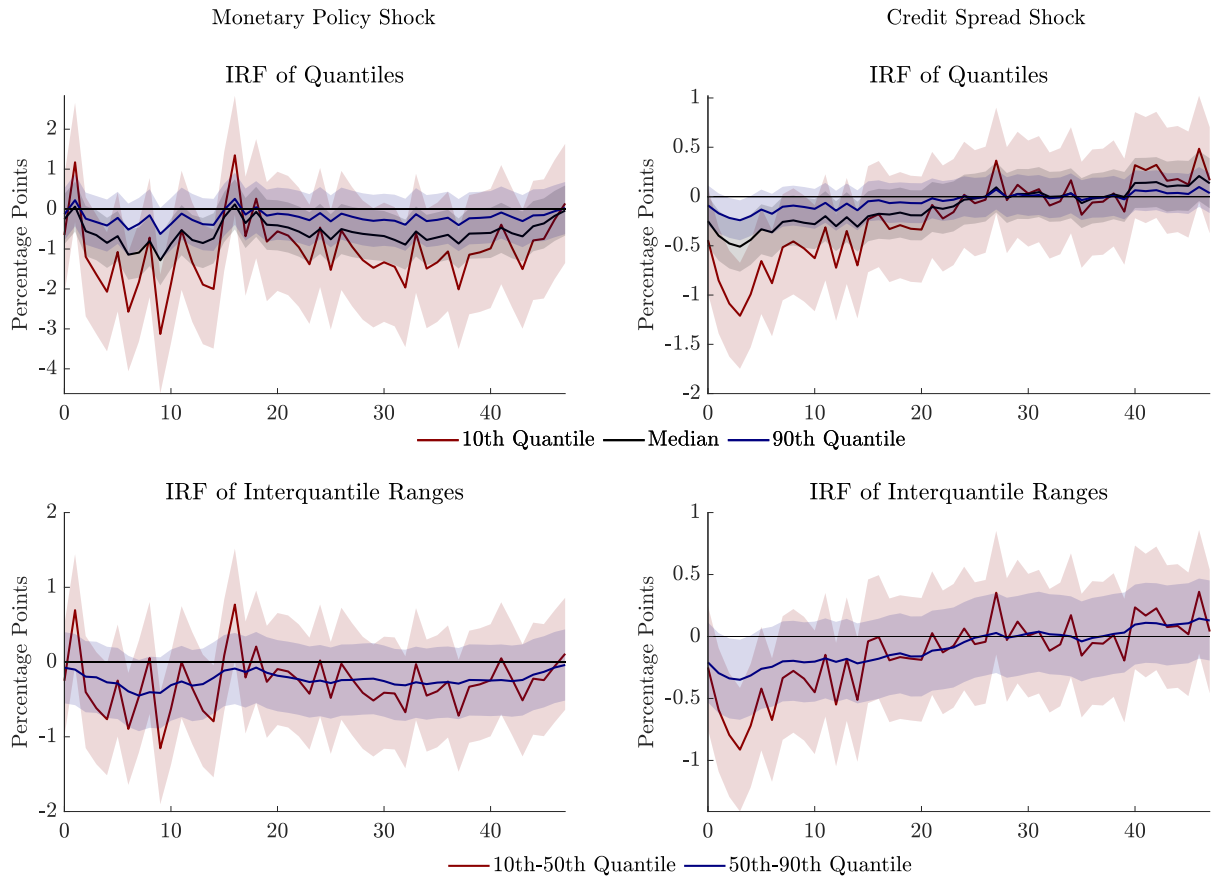 Monetary Policy Shock
Credit Spread Shock
IRF of Quantiles
IRF of Quantiles
Percentage Points
2
1
0
-1
-2
-3
-4
0
10
20
30
40
Percentage Points
1
0.5
0
-0.5
-1
-1.5
-2
0
10
20
30
40
10th Quantile
Median
90th Quantile
IRF of Interquantile Ranges
IRF of Interquantile Ranges
Percentage Points
2
1
0
-1
-2
0
10
20
30
40
Percentage Points
1
0.5
0
-0.5
-1
0
10
20
30
40
10th-50th Quantile
50th-90th Quantile